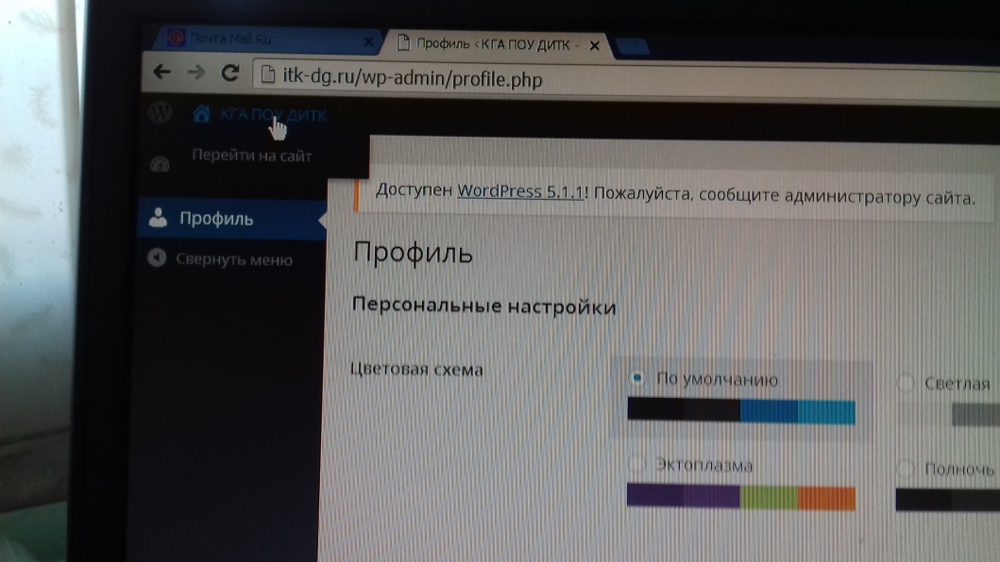 Почта Mail.Ru
Профиль ‹ КГА ПОУ ДИТК -
itk-dg.ru/wp-admin/profile.php
КГА ПОУ ДИТК
Перейти на сайт
Доступен WordPress 5.1.1! Пожалуйста, сообщите администратору сайта.
Профиль
Свернуть меню
Профиль
Персональные настройки
Цветовая схема
По умолчанию
Светлая
Эктоплазма
Полночь